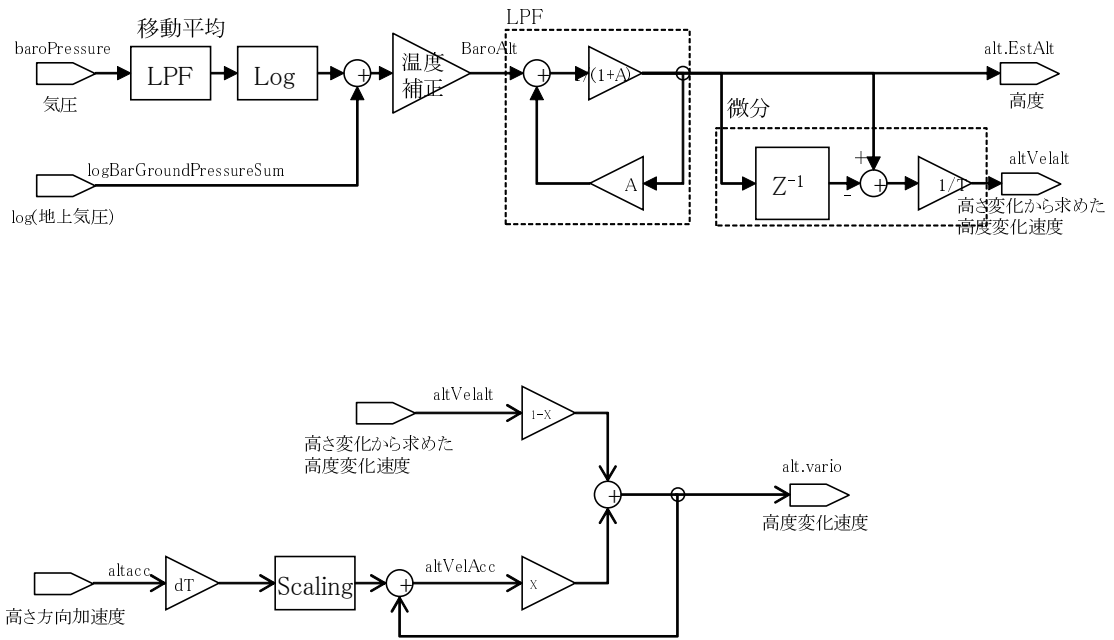 LPF
移動平均
baroPressure
BaroAlt
alt.EstAlt
LPF
Log
+
温度
補正
+
/(1+A)
気圧
高度
微分
logBarGroundPressureSum
+
altVelalt
A
Z⁻¹
-
+
1/T
log(地上気圧)
高さ変化から求めた
高度変化速度
altVelalt
1-X
高さ変化から求めた
高度変化速度
alt.vario
+
高度変化速度
altacc
altVelAcc
dT
Scaling
+
X
高さ方向加速度